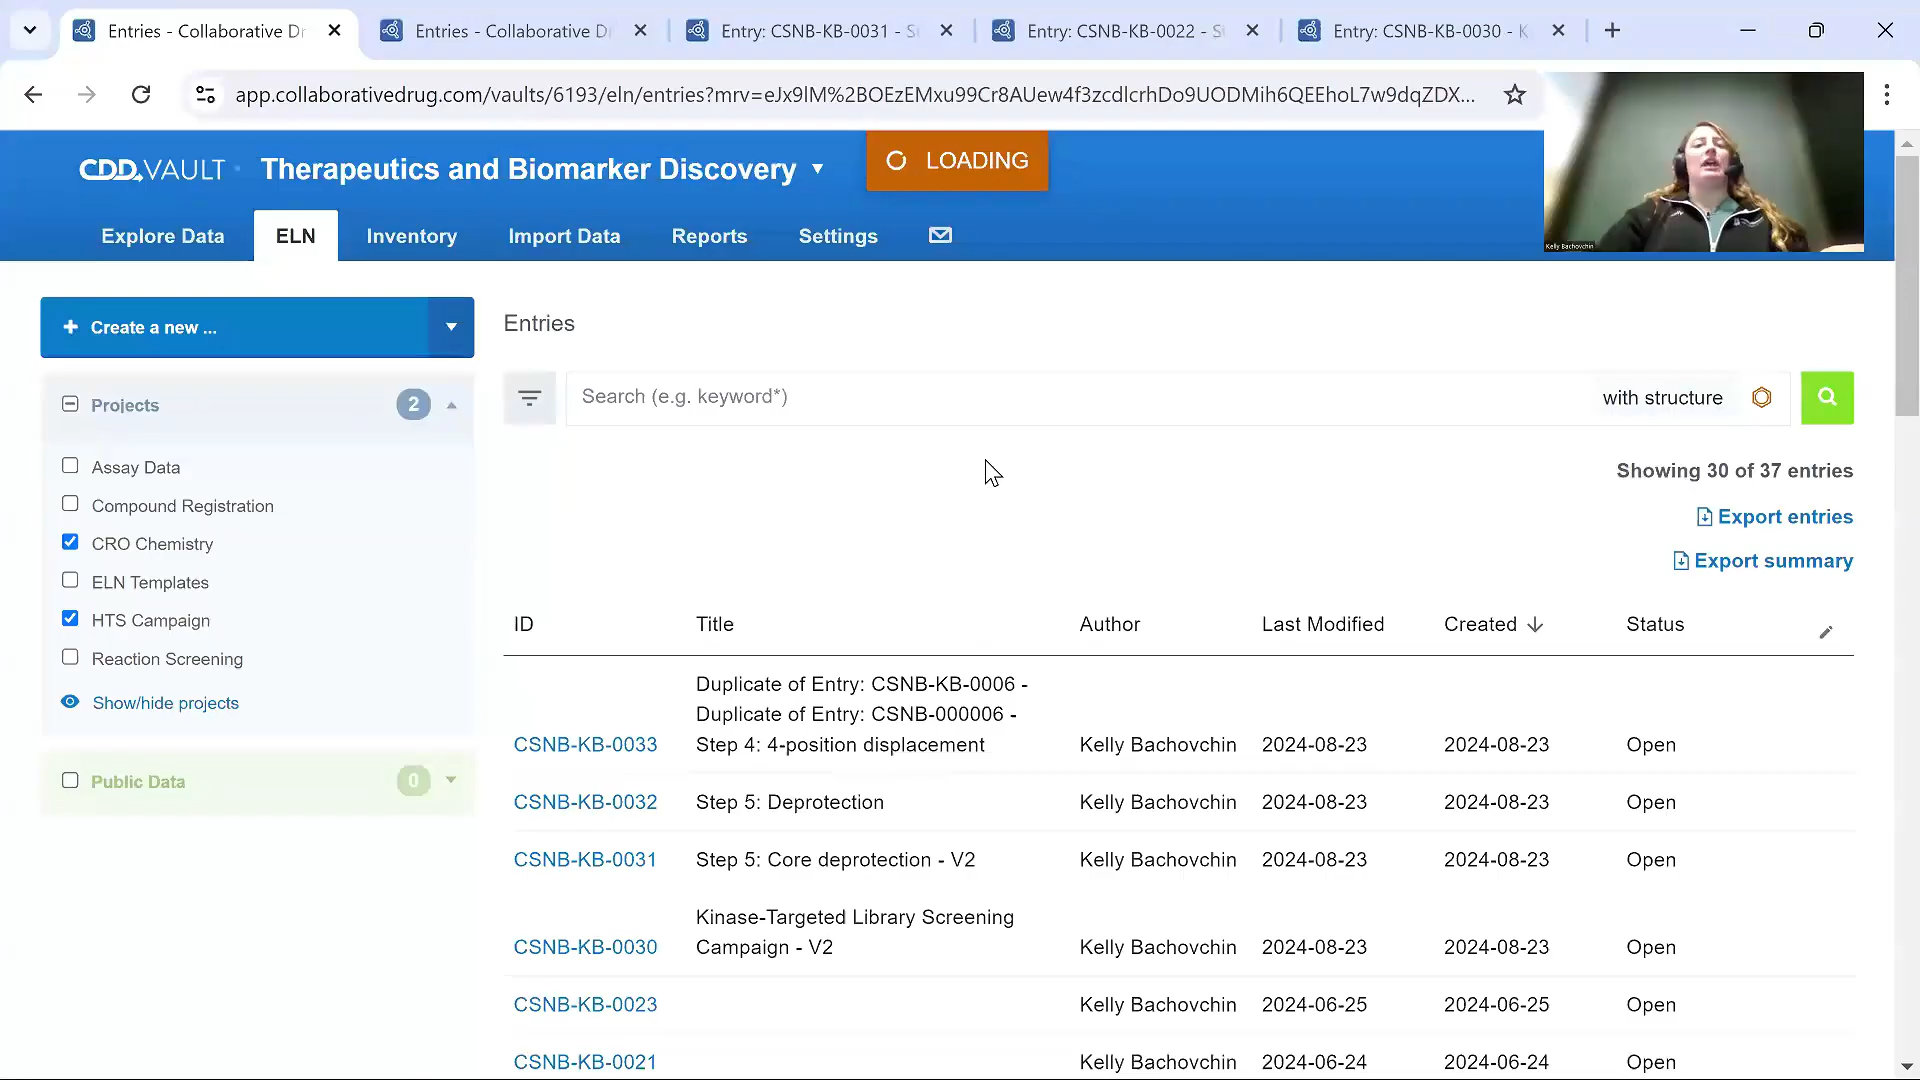 Entries - Collaborative Dr
Entries - Collaborative D
Entry: CSNB-KB-0031 - S
Entry: CSNB-KB-0022 - S
Entry: CSNB-KB-0030 - K
app.collaborativedrug.com/vaults/6193/eln/entries?mrv=eJx9lM%2BOEzEMxu99Cr8AUew4f3zcdlcrhDo9UODMih6QEEhoL7w9dqZDX...
CDD VAULT
Therapeutics and Biomarker Discovery
LOADING
Explore Data
ELN
Inventory
Import Data
Reports
Settings
Kelly Bachovchin
+ Create a new ...
Entries
Projects
2
Search (e.g. keyword*)
with structure
Assay Data
Compound Registration
CRO Chemistry
ELN Templates
HTS Campaign
Reaction Screening
Show/hide projects
Public Data
0
Showing 30 of 37 entries
Export entries
Export summary
ID Title Author Last Modified Created Status
Duplicate of Entry: CSNB-KB-0006 -
Duplicate of Entry: CSNB-000006 -
CSNB-KB-0033 Step 4: 4-position displacement Kelly Bachovchin 2024-08-23 2024-08-23 Open
CSNB-KB-0032 Step 5: Deprotection Kelly Bachovchin 2024-08-23 2024-08-23 Open
CSNB-KB-0031 Step 5: Core deprotection - V2 Kelly Bachovchin 2024-08-23 2024-08-23 Open
Kinase-Targeted Library Screening
CSNB-KB-0030 Campaign - V2 Kelly Bachovchin 2024-08-23 2024-08-23 Open
CSNB-KB-0023 Kelly Bachovchin 2024-06-25 2024-06-25 Open
CSNB-KB-0021 Kelly Bachovchin 2024-06-24 2024-06-24 Open